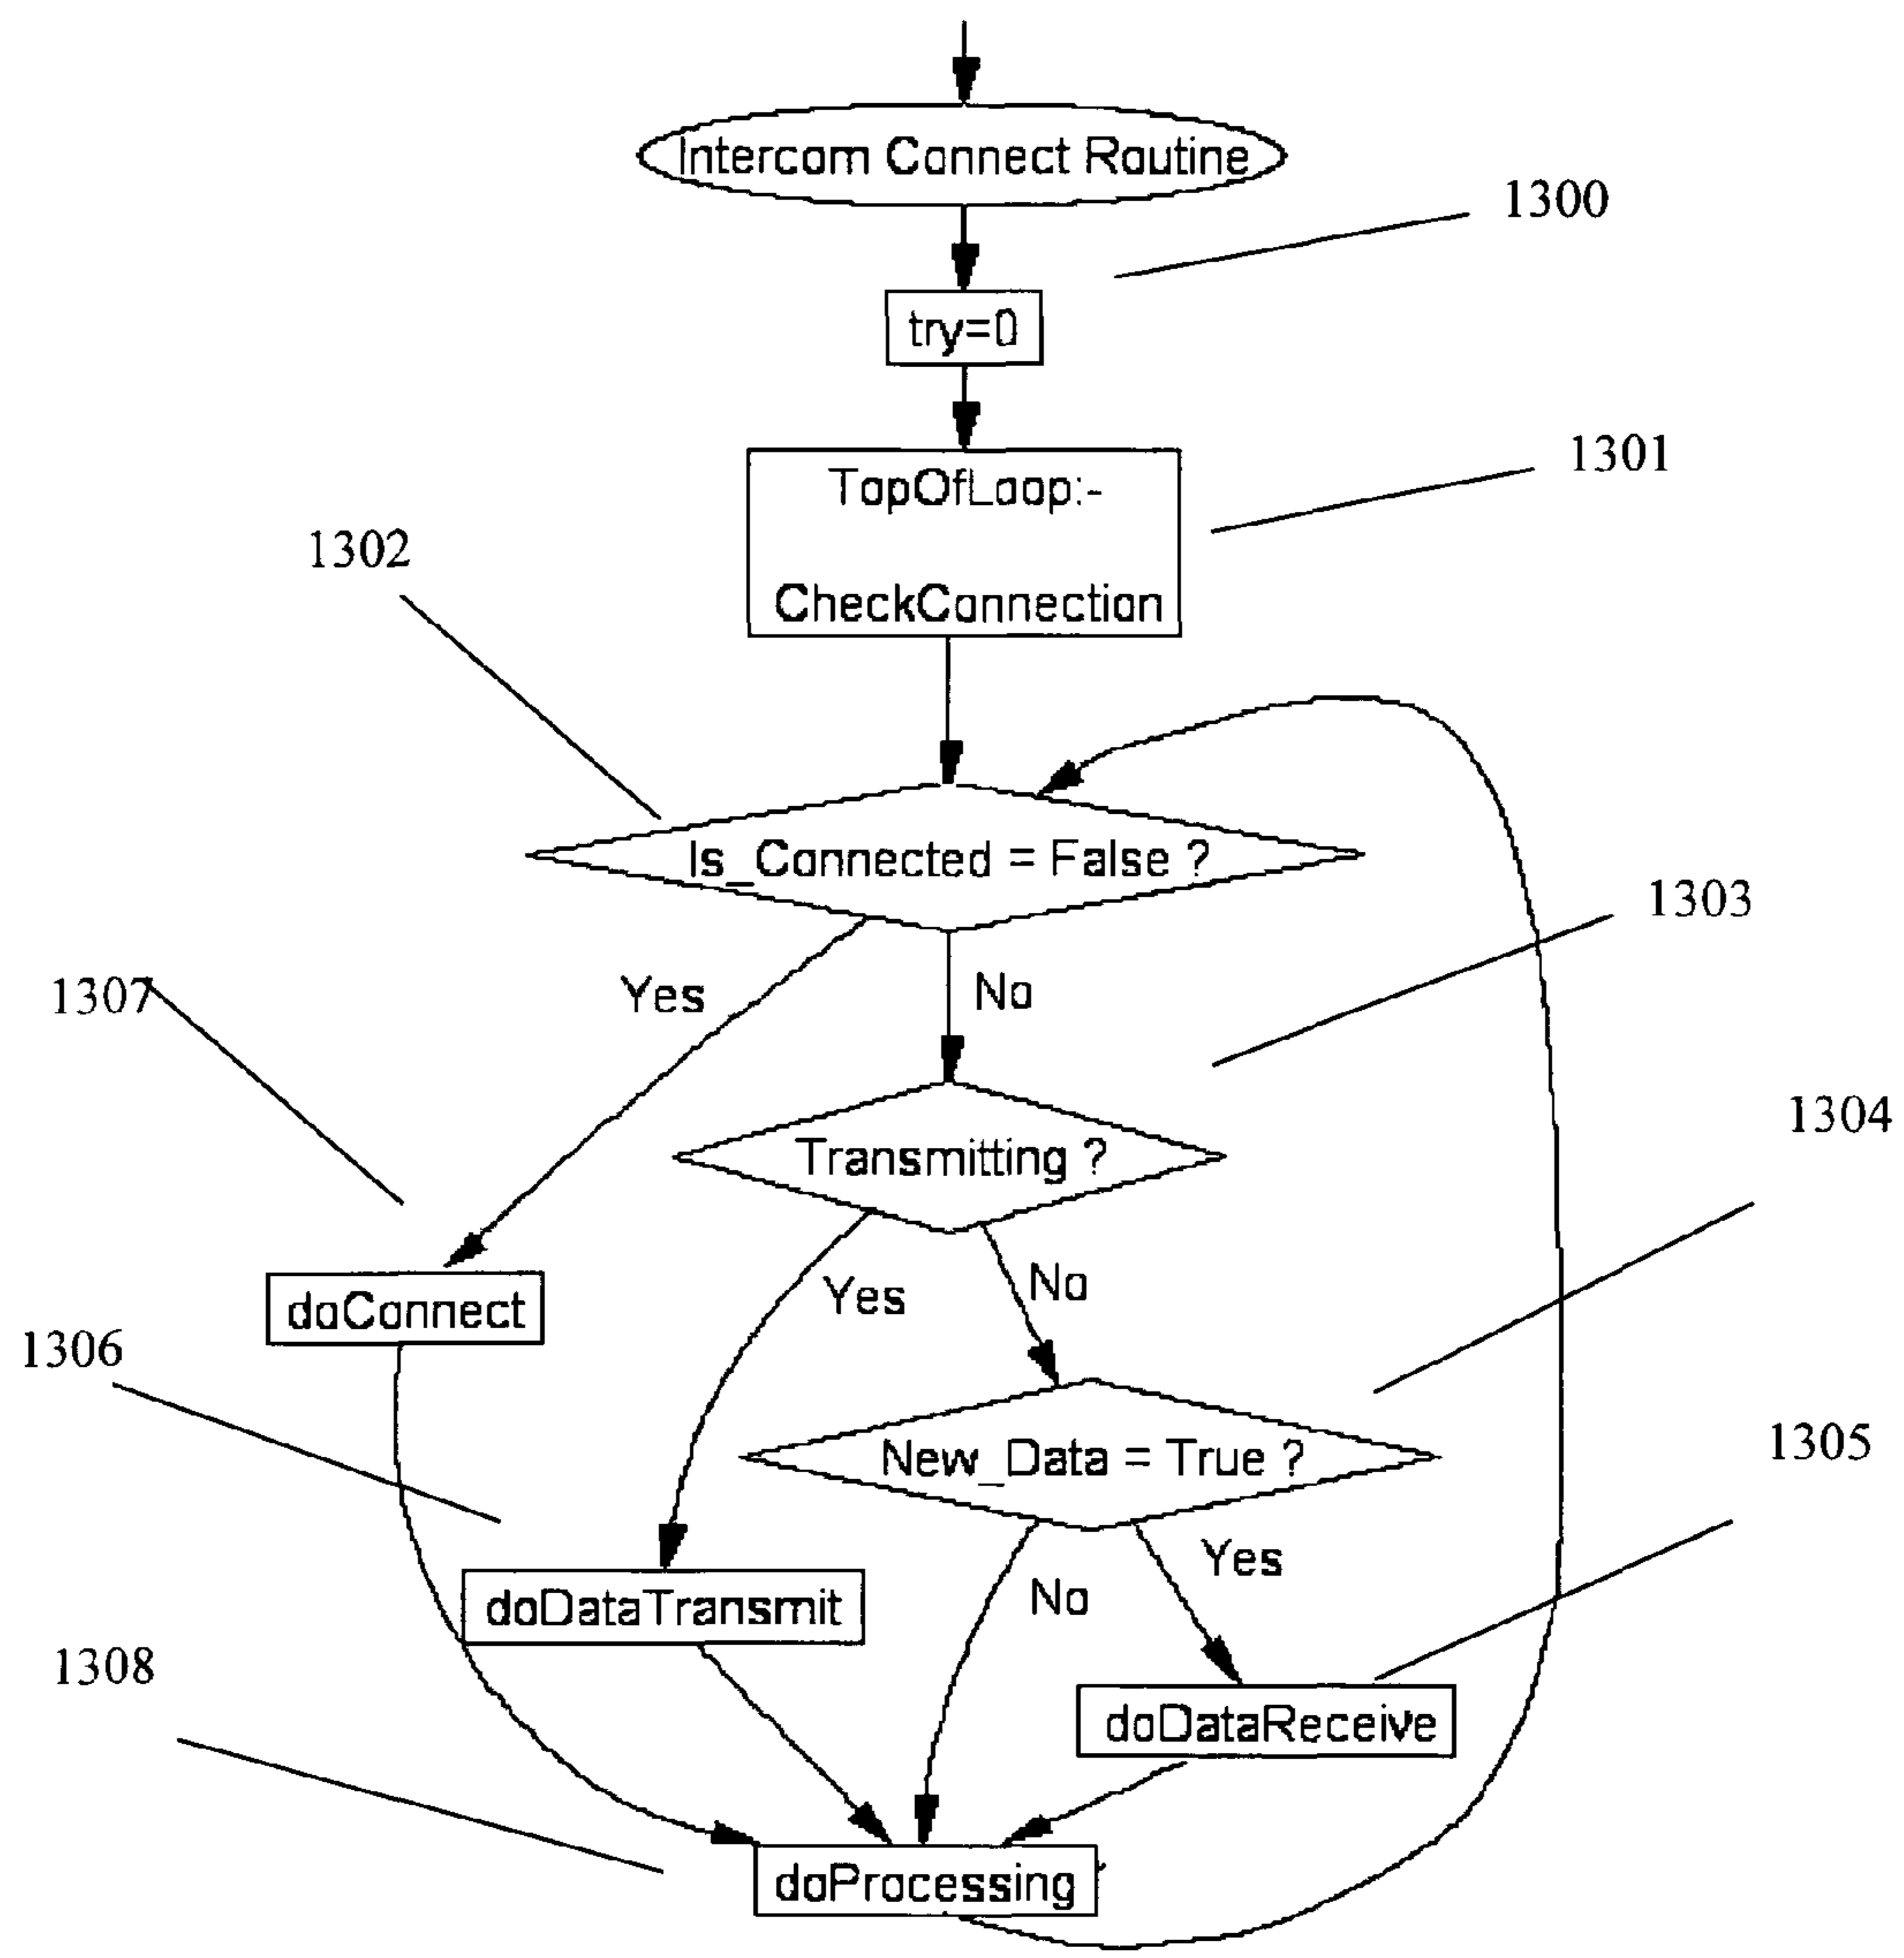 Intercom Connect Routine
1300
try=0
1301
TopOfLoop:-
CheckConnection
1302
Is_Connected = False ?
1303
Yes
No
1307
1304
Transmitting ?
Yes
No
doConnect
1306
1305
New_Data = True ?
Yes
No
doDataTransmit
1308
doDataReceive
doProcessing